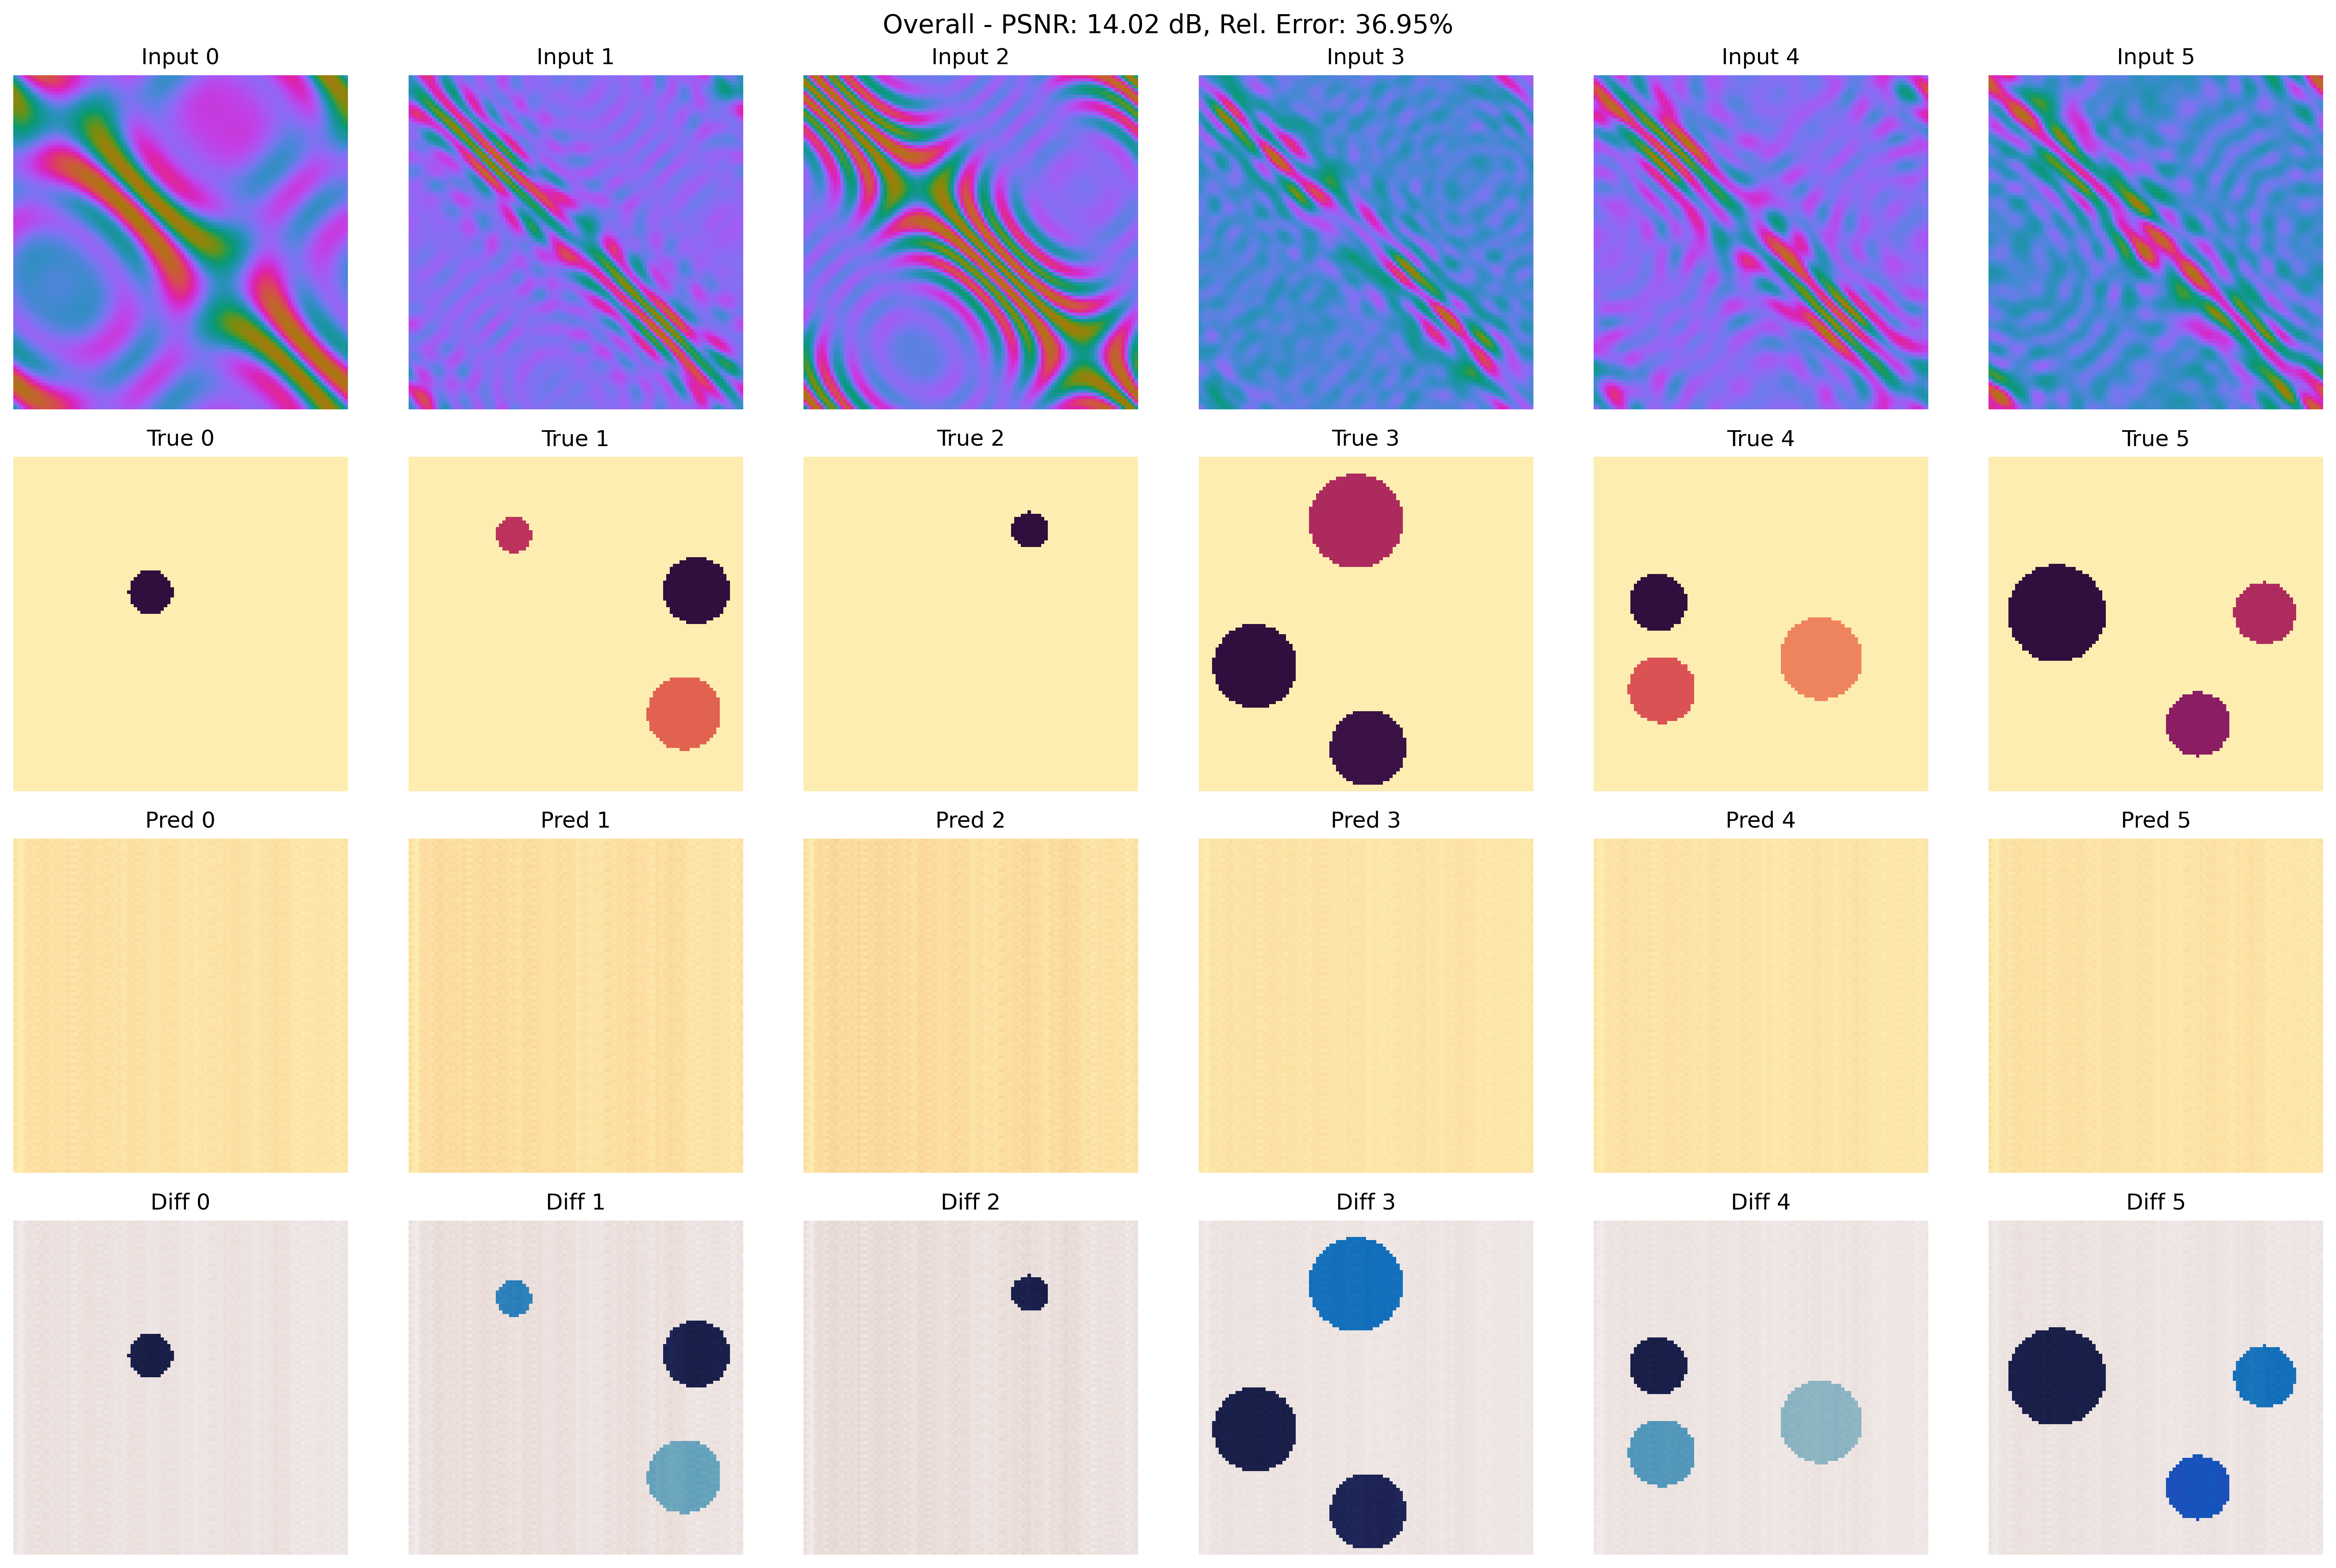 Overall - PSNR: 14.02 dB, Rel. Error: 36.95%
Input 0
Input 1
Input 2
Input 3
Input 4
Input 5
True 0
True 1
True 2
True 3
True 4
True 5
Pred 0
Pred 1
Pred 2
Pred 3
Pred 4
Pred 5
Diff 0
Diff 1
Diff 2
Diff 3
Diff 4
Diff 5